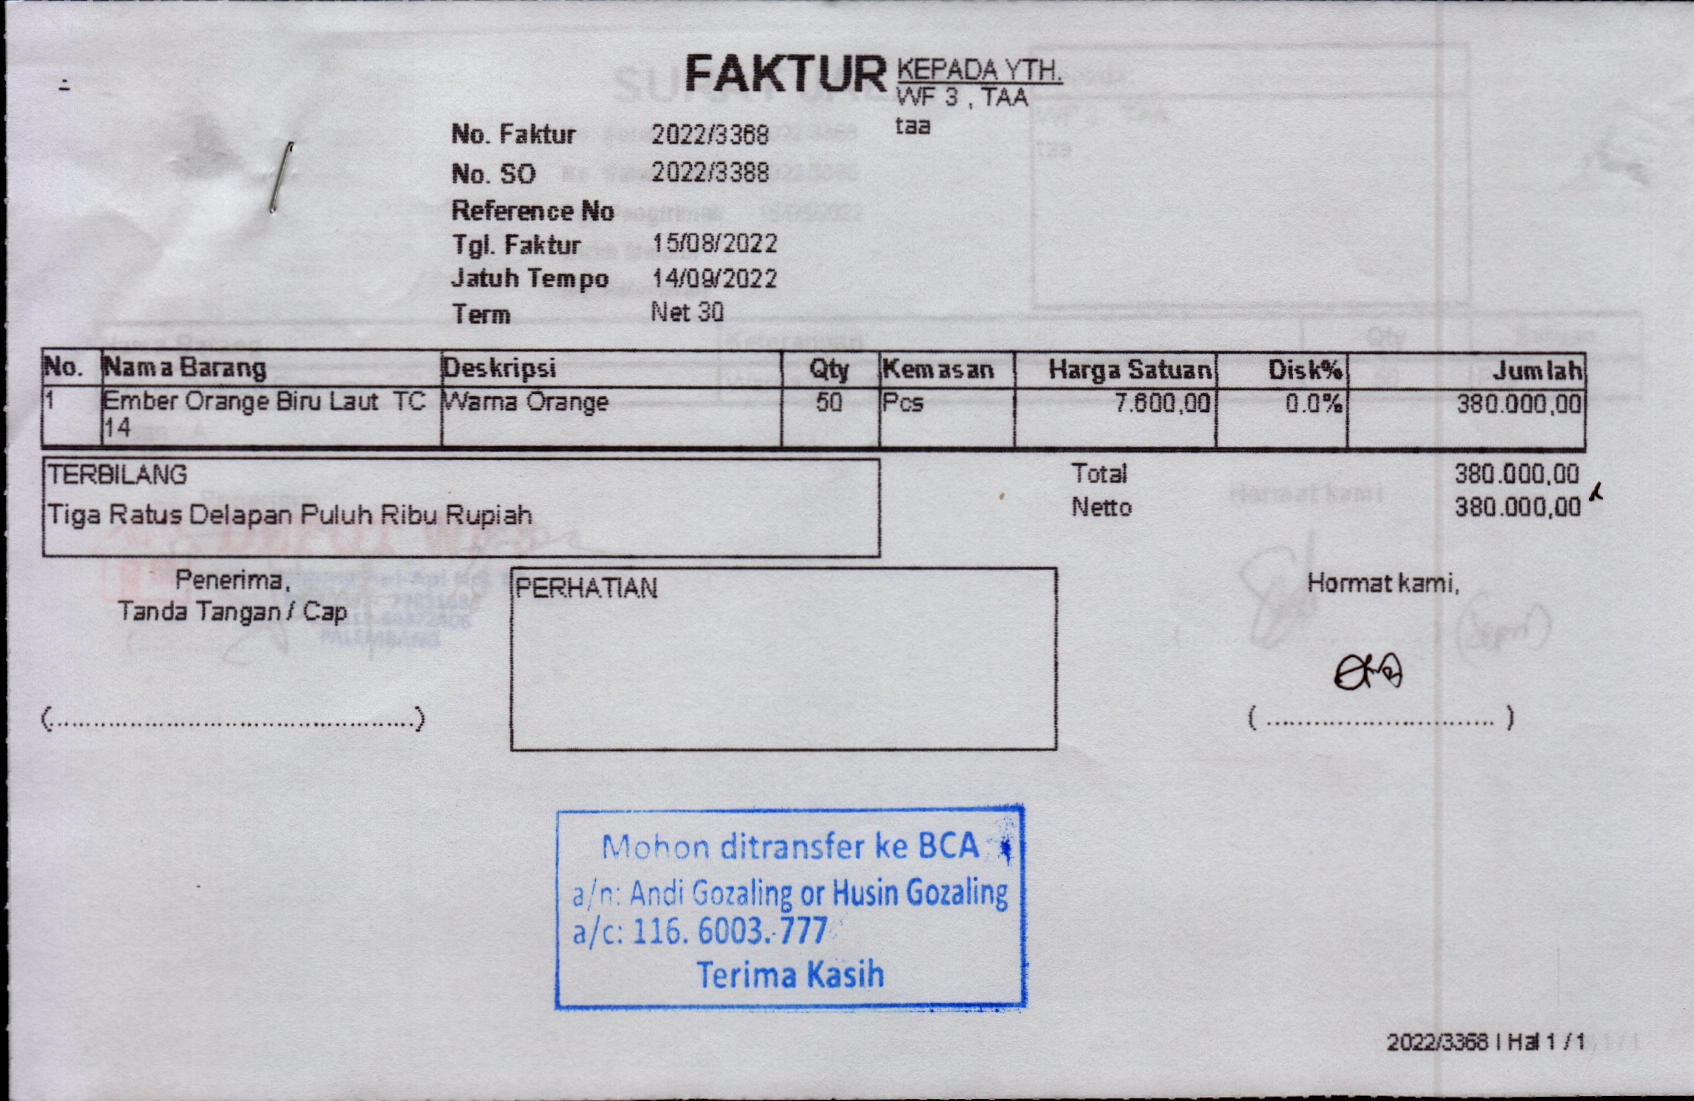 FAKTUR
KEPADA YTH.
WF 3 , TAA
taa
No. Faktur 2022/3368
No. SO 2022/3388
Reference No
Tgl. Faktur 15/08/2022
Jatuh Tempo 14/09/2022
Term Net 30
No. Nama Barang Deskripsi Qty Kemasan Harga Satuan Disk% Jumlah
1 Ember Orange Biru Laut TC Warna Orange 50 Pcs 7.600,00 0.0% 380.000,00
14
TERBILANG
Tiga Ratus Delapan Puluh Ribu Rupiah
Total 380.000,00
Netto 380.000,00
Penerima,
Tanda Tangan / Cap
(................................................)
PERHATIAN
Hormat kami,
( .............................. )
Mohon ditransfer ke BCA
a/n: Andi Gozaling or Husin Gozaling
a/c: 116. 6003. 777
Terima Kasih
2022/3368 | Hal 1 / 1